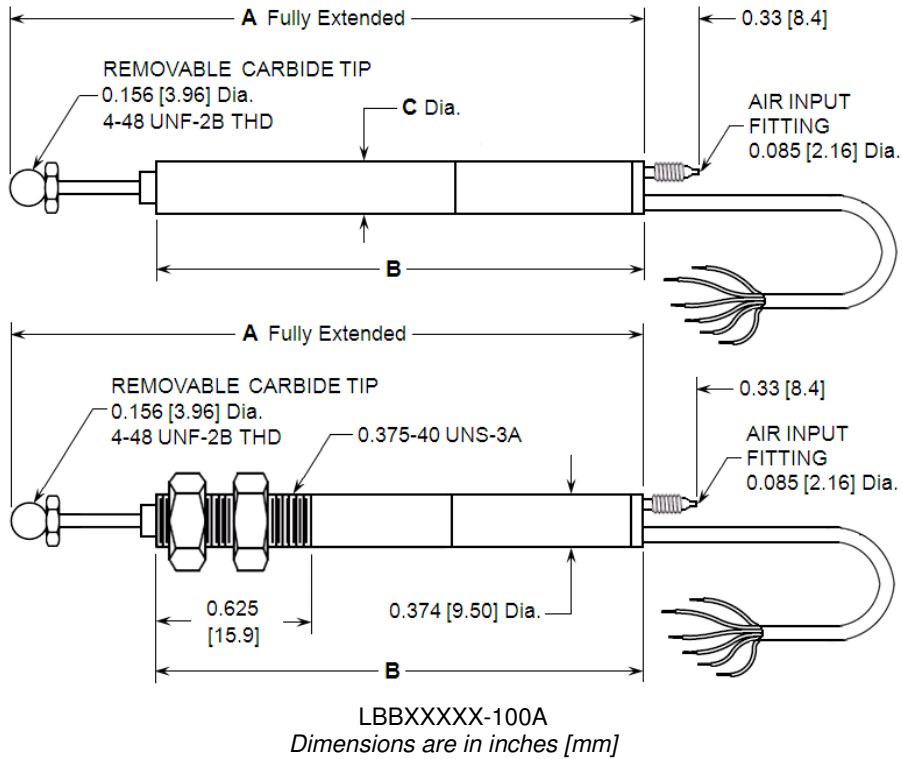 A Fully Extended
0.33 [8.4]
REMOVABLE CARBIDE TIP
0.156 [3.96] Dia.
4-48 UNF-2B THD
C Dia.
AIR INPUT
FITTING
0.085 [2.16] Dia.
B
A Fully Extended
REMOVABLE CARBIDE TIP
0.156 [3.96] Dia.
4-48 UNF-2B THD
0.375-40 UNS-3A
0.33 [8.4]
AIR INPUT
FITTING
0.085 [2.16] Dia.
0.625
[15.9]
0.374 [9.50] Dia.
B
LBBXXXXX-100A
Dimensions are in inches [mm]